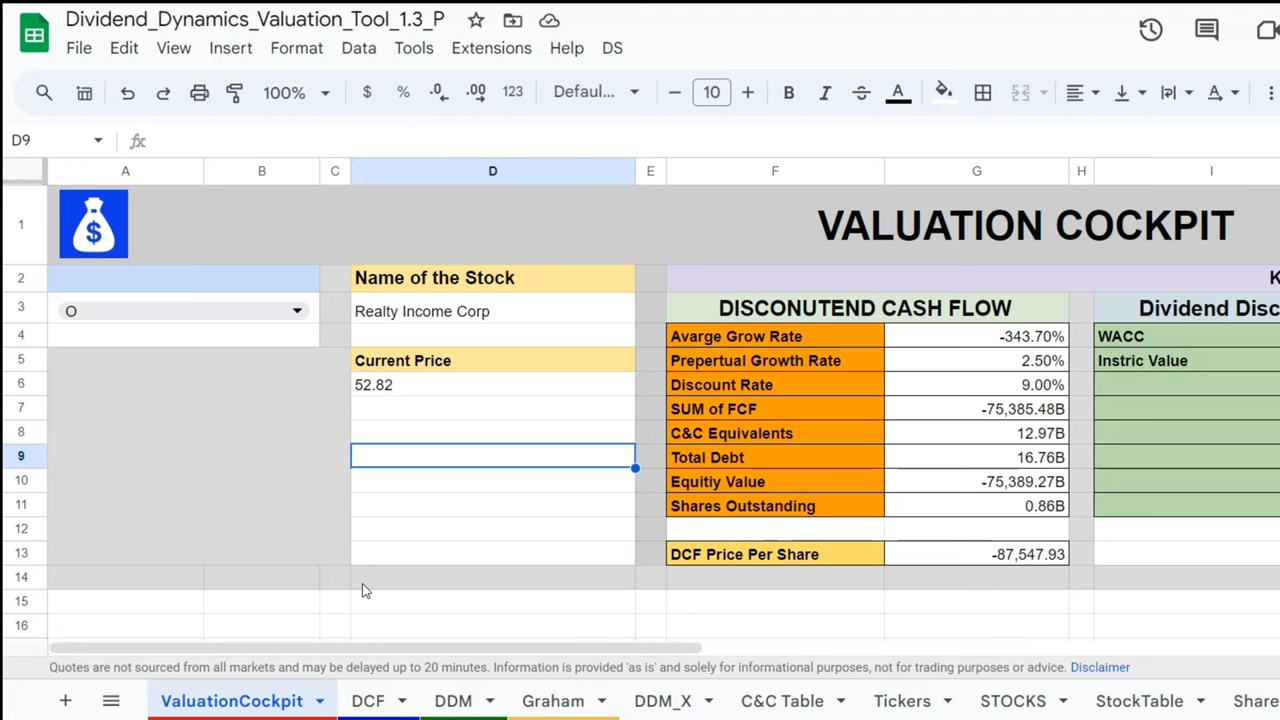 Dividend_Dynamics_Valuation_Tool_1.3_P
File Edit View Insert Format Data Tools Extensions Help DS
100% $ % .0 .00 123 Defaul... − 10 + B I A
D9 fx
A B C D E F G H I
1 $ VALUATION COCKPIT
2 Name of the Stock K
3 O Realty Income Corp DISCONUTEND CASH FLOW Dividend Disc
4 Avarge Grow Rate -343.70% WACC
5 Current Price Prepertual Growth Rate 2.50% Instric Value
6 52.82 Discount Rate 9.00%
7 SUM of FCF -75,385.48B
8 C&C Equivalents 12.97B
9 Total Debt 16.76B
10 Equitiy Value -75,389.27B
11 Shares Outstanding 0.86B
12
13 DCF Price Per Share -87,547.93
14
15
16
Quotes are not sourced from all markets and may be delayed up to 20 minutes. Information is provided 'as is' and solely for informational purposes, not for trading purposes or advice. Disclaimer
+ ValuationCockpit DCF DDM Graham DDM_X C&C Table Tickers STOCKS StockTable Share